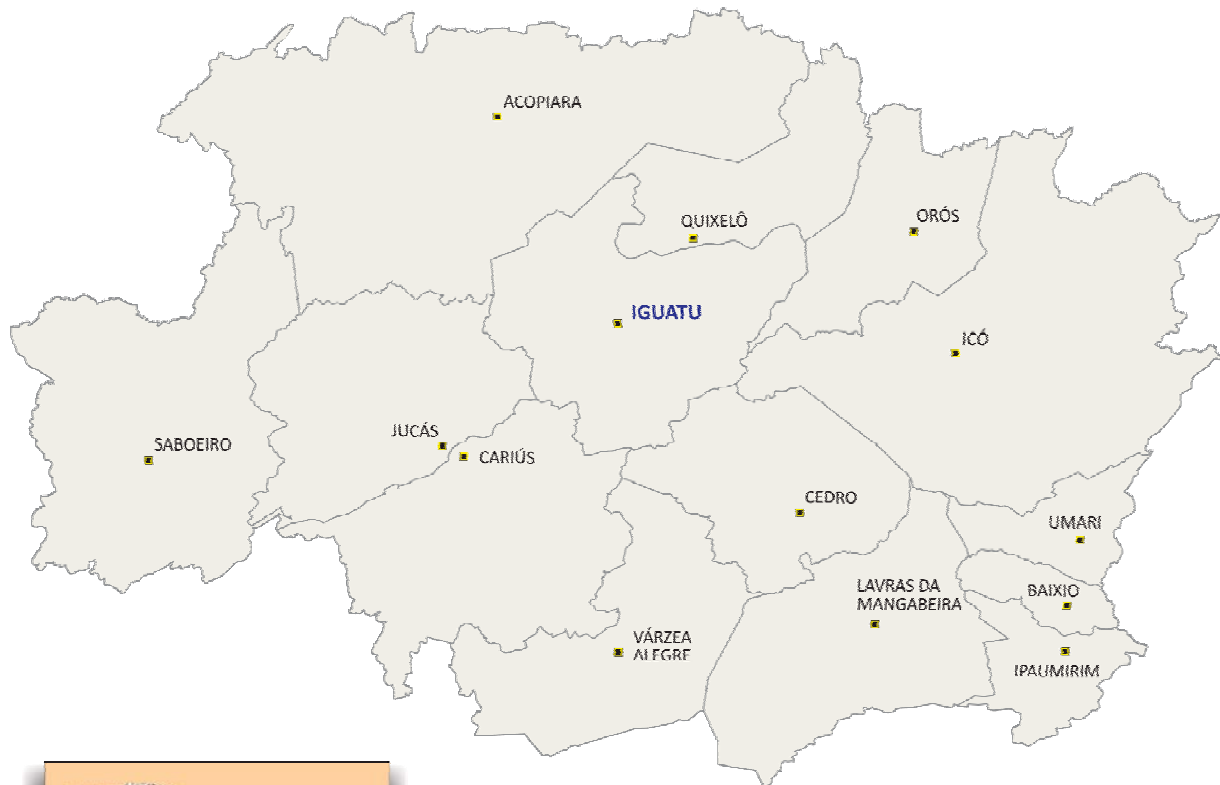 ACOPIARA
QUIXELÔ
ORÓS
IGUATU
ICÓ
JUCÁS
SABOEIRO
CARIÚS
CEDRO
UMARI
LAVRAS DA
MANGABEIRA
BAIXIO
VÁRZEA
ALEGRE
IPAUMIRIM